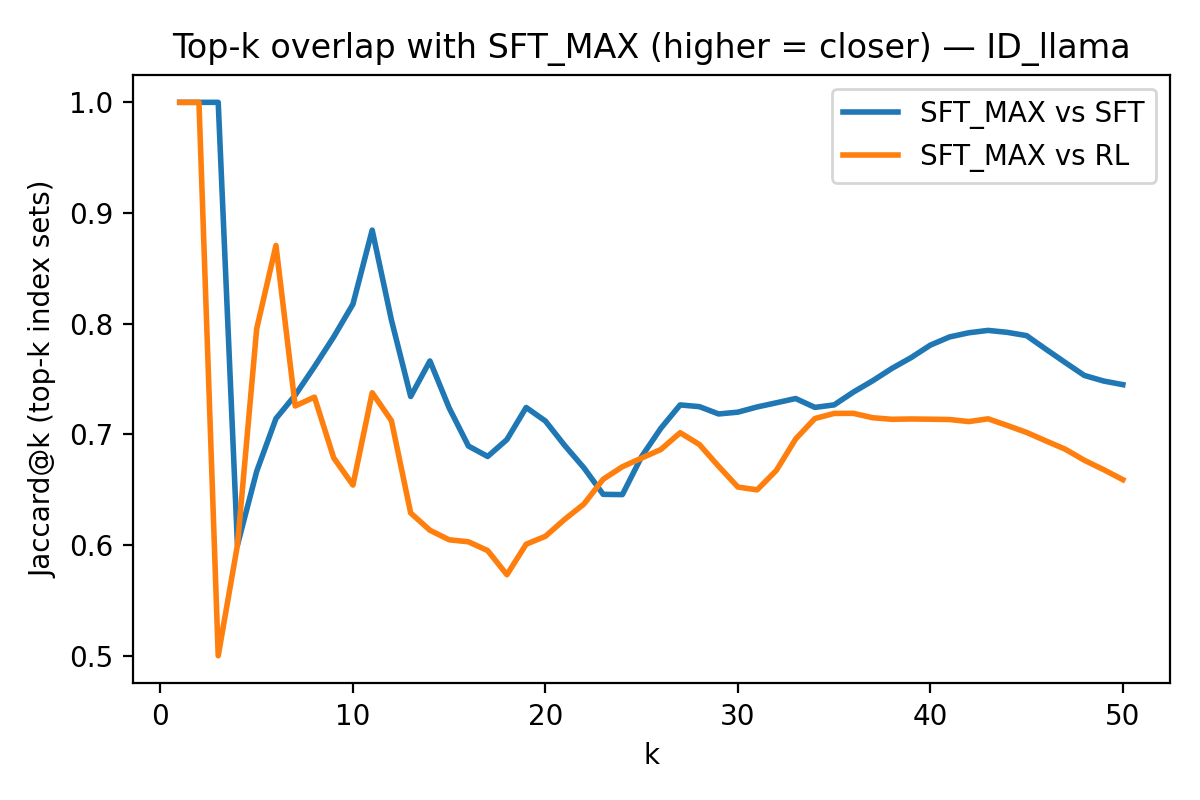 Top-k overlap with SFT_MAX (higher = closer) — ID_llama
SFT_MAX vs SFT
SFT_MAX vs RL
Jaccard@k (top-k index sets)
1.0
0.9
0.8
0.7
0.6
0.5
0
10
20
30
40
50
k